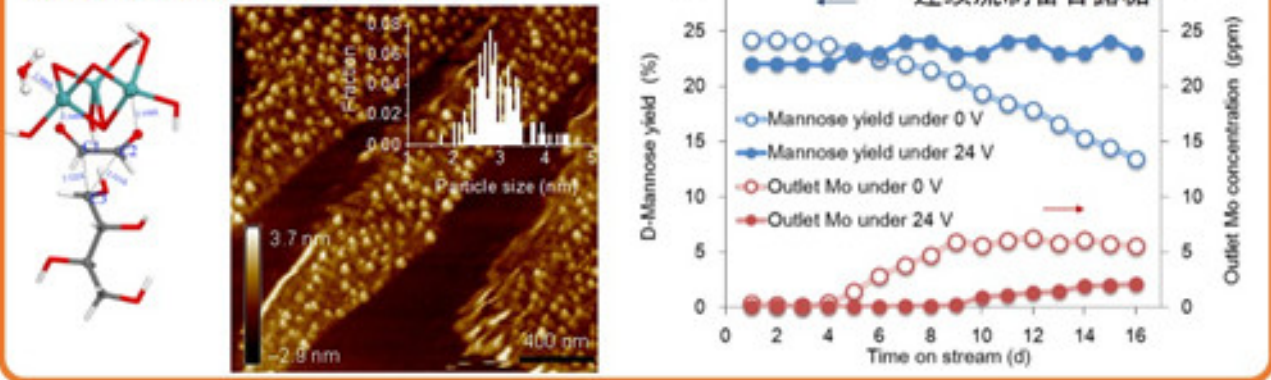 0.08
0.06
0.04
0.02
0.00
Fraction
1 2 3 4 5
Particle size (nm)
3.7 nm
–2.9 nm
400 nm
D-Mannose yield (%)
25
20
15
10
5
0
Mannose yield under 0 V
Mannose yield under 24 V
Outlet Mo under 0 V
Outlet Mo under 24 V
25
20
15
10
5
0
Outlet Mo concentration (ppm)
0 2 4 6 8 10 12 14 16
Time on stream (d)